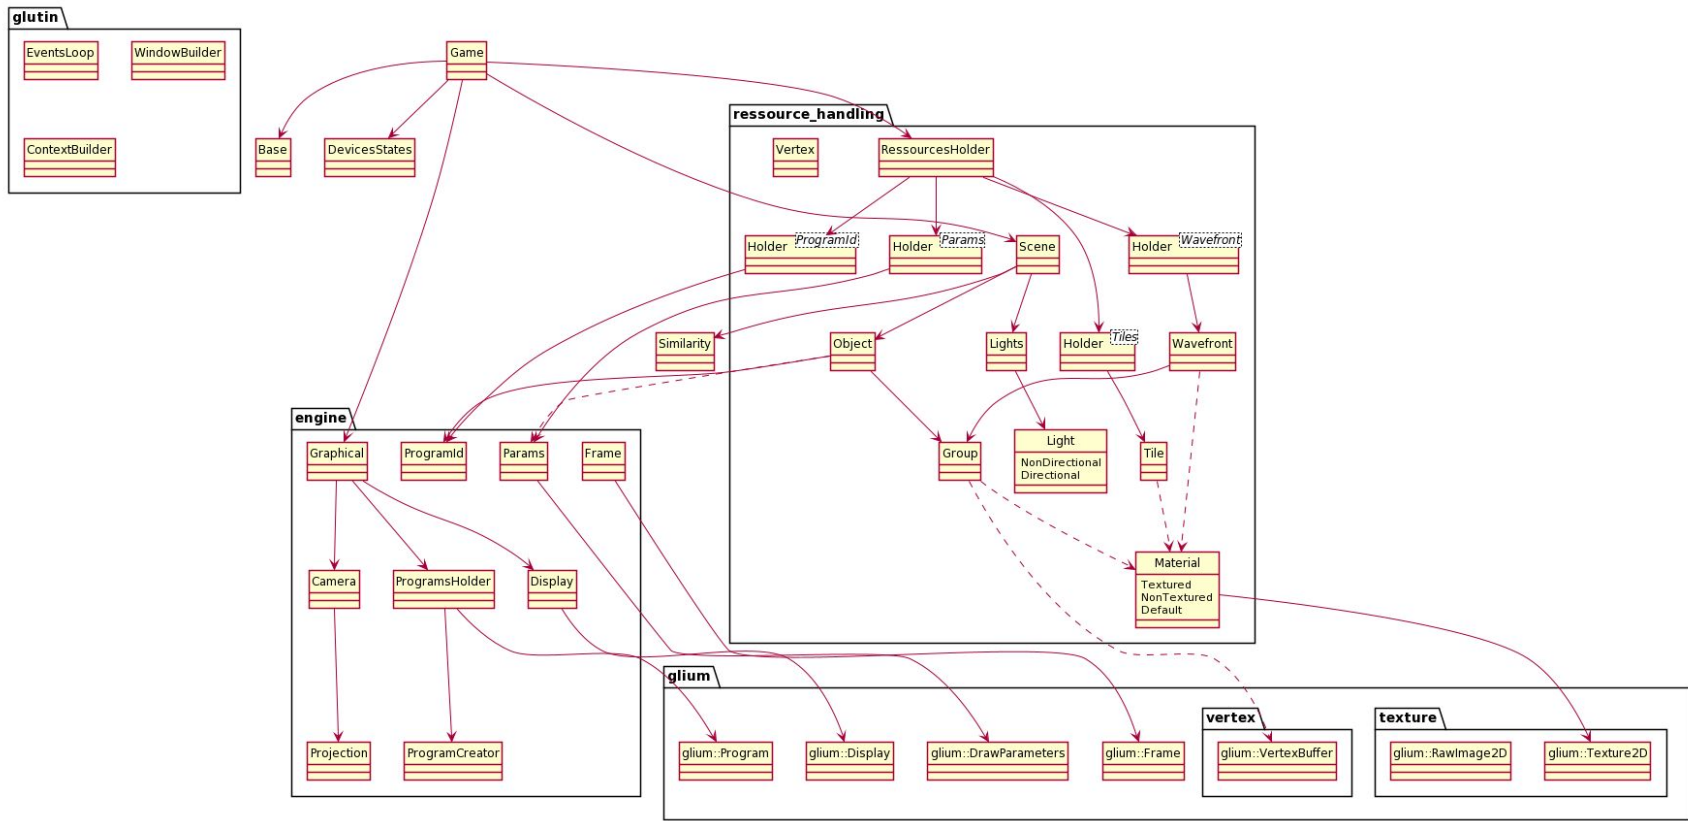 glutin
EventsLoop
WindowBuilder
Game
ressource_handling
ContextBuilder
Base
DevicesStates
Vertex
RessourcesHolder
Holder ProgramId
Holder Params
Scene
Holder Wavefront
Similarity
Object
Lights
Holder Tiles
Wavefront
engine
Graphical
ProgramId
Params
Frame
Group
Light
NonDirectional
Directional
Tile
Camera
ProgramsHolder
Display
Material
Textured
NonTextured
Default
glium
vertex
texture
Projection
ProgramCreator
glium::Program
glium::Display
glium::DrawParameters
glium::Frame
glium::VertexBuffer
glium::RawImage2D
glium::Texture2D